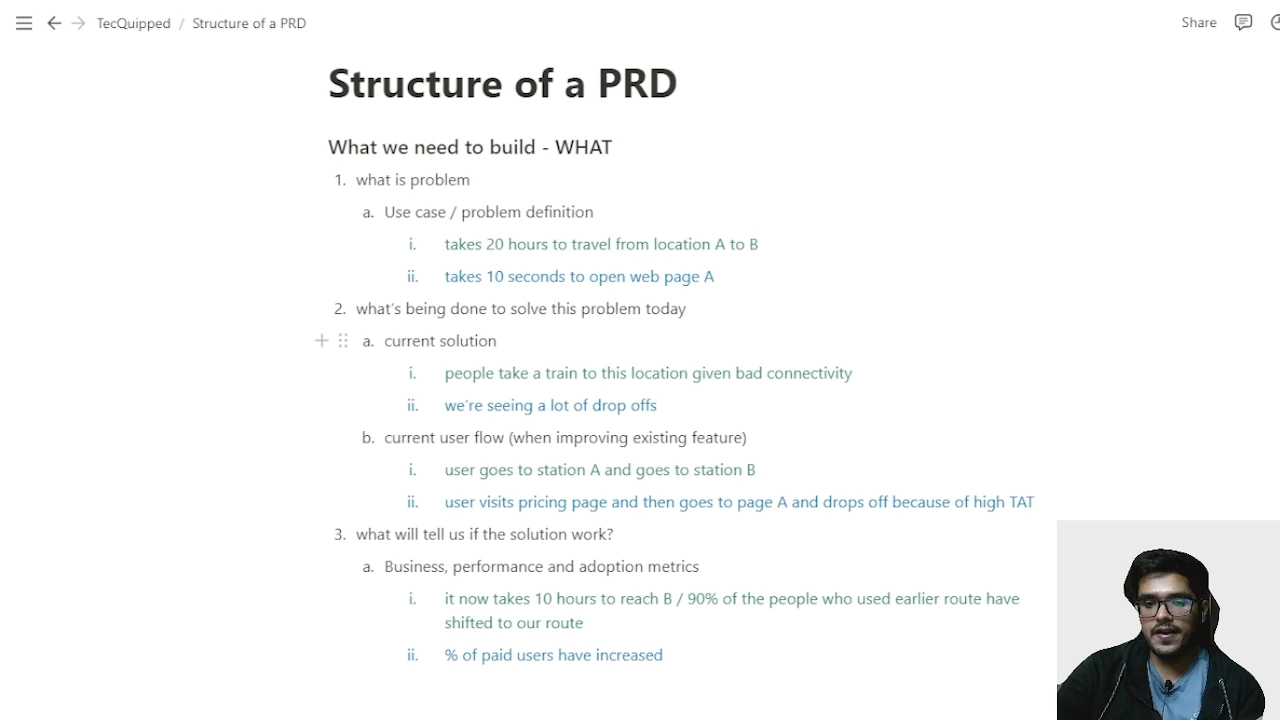 TecQuipped / Structure of a PRD
Share
Structure of a PRD
What we need to build - WHAT
1. what is problem
a. Use case / problem definition
i. takes 20 hours to travel from location A to B
ii. takes 10 seconds to open web page A
2. what's being done to solve this problem today
a. current solution
i. people take a train to this location given bad connectivity
ii. we're seeing a lot of drop offs
b. current user flow (when improving existing feature)
i. user goes to station A and goes to station B
ii. user visits pricing page and then goes to page A and drops off because of high TAT
3. what will tell us if the solution work?
a. Business, performance and adoption metrics
i. it now takes 10 hours to reach B / 90% of the people who used earlier route have
shifted to our route
ii. % of paid users have increased